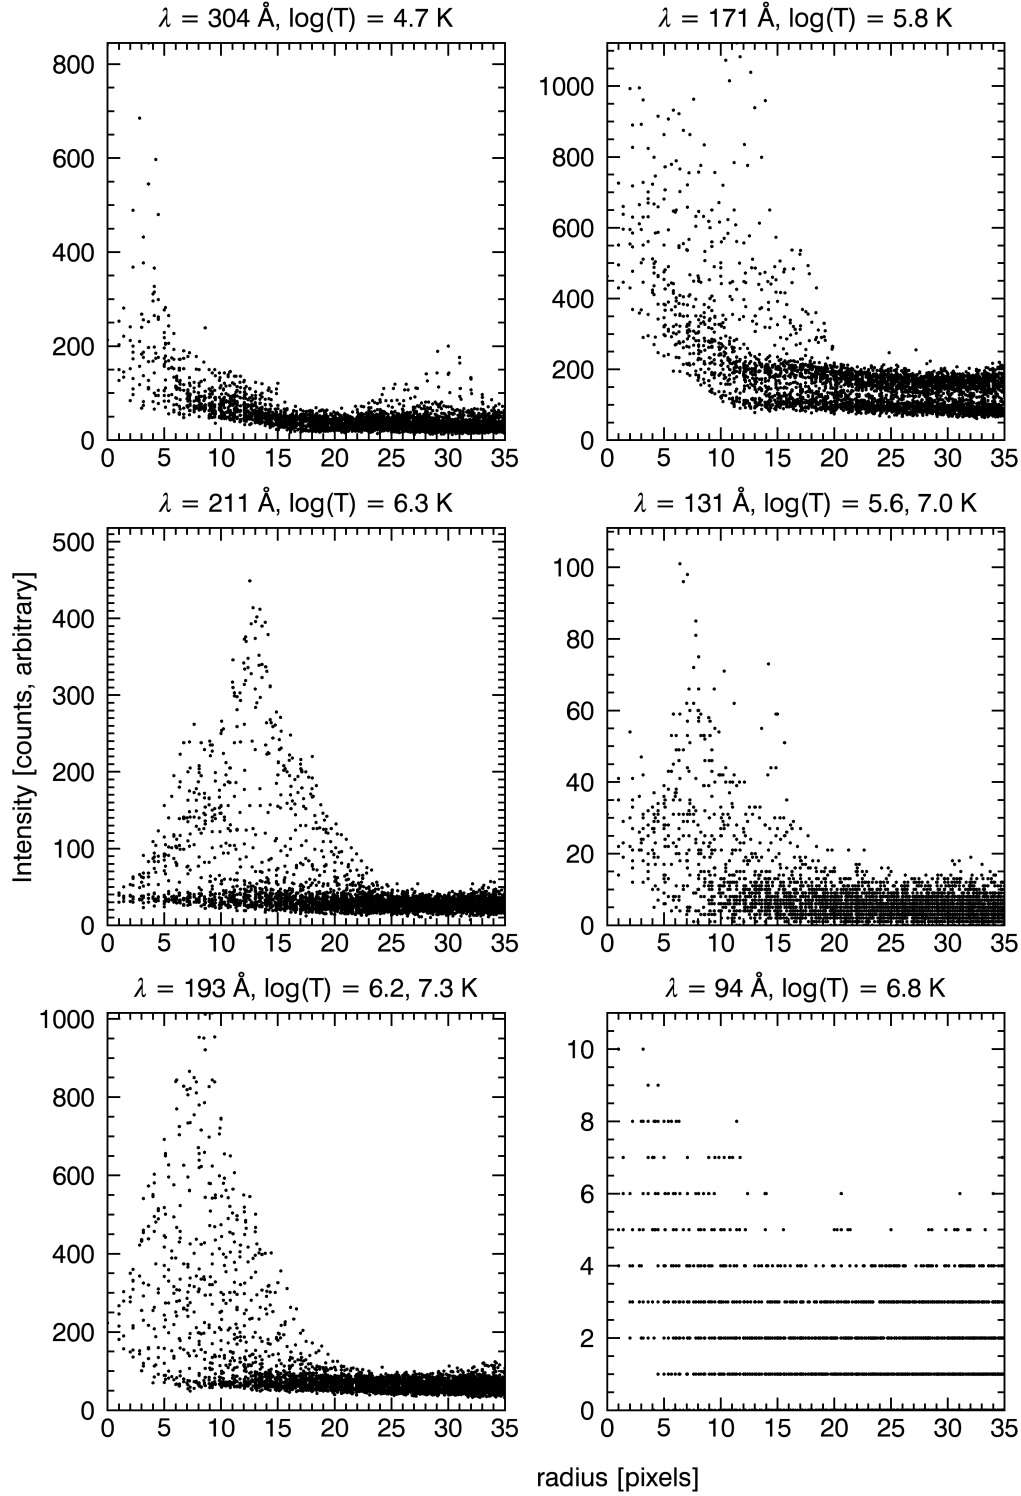 λ = 304 Å, log(T) = 4.7 K
800
600
400
200
0
0 5 10 15 20 25 30 35
λ = 171 Å, log(T) = 5.8 K
1000
800
600
400
200
0
0 5 10 15 20 25 30 35
λ = 211 Å, log(T) = 6.3 K
500
400
300
200
100
0
0 5 10 15 20 25 30 35
λ = 131 Å, log(T) = 5.6, 7.0 K
100
80
60
40
20
0
0 5 10 15 20 25 30 35
Intensity [counts, arbitrary]
λ = 193 Å, log(T) = 6.2, 7.3 K
1000
800
600
400
200
0
0 5 10 15 20 25 30 35
λ = 94 Å, log(T) = 6.8 K
10
8
6
4
2
0
0 5 10 15 20 25 30 35
radius [pixels]